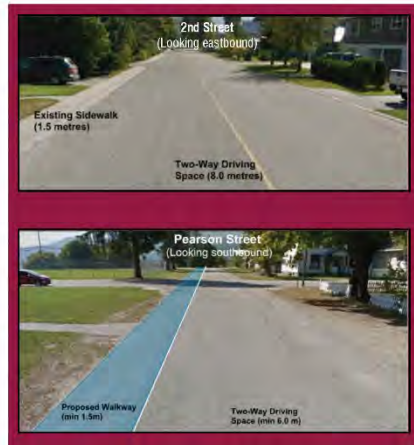 2nd Street
(Looking eastbound)
Existing Sidewalk
(1.5 metres)
Two-Way Driving
Space (8.0 metres)
Pearson Street
(Looking southbound)
Proposed Walkway
(min 1.5m)
Two-Way Driving
Space (min 6.0 m)